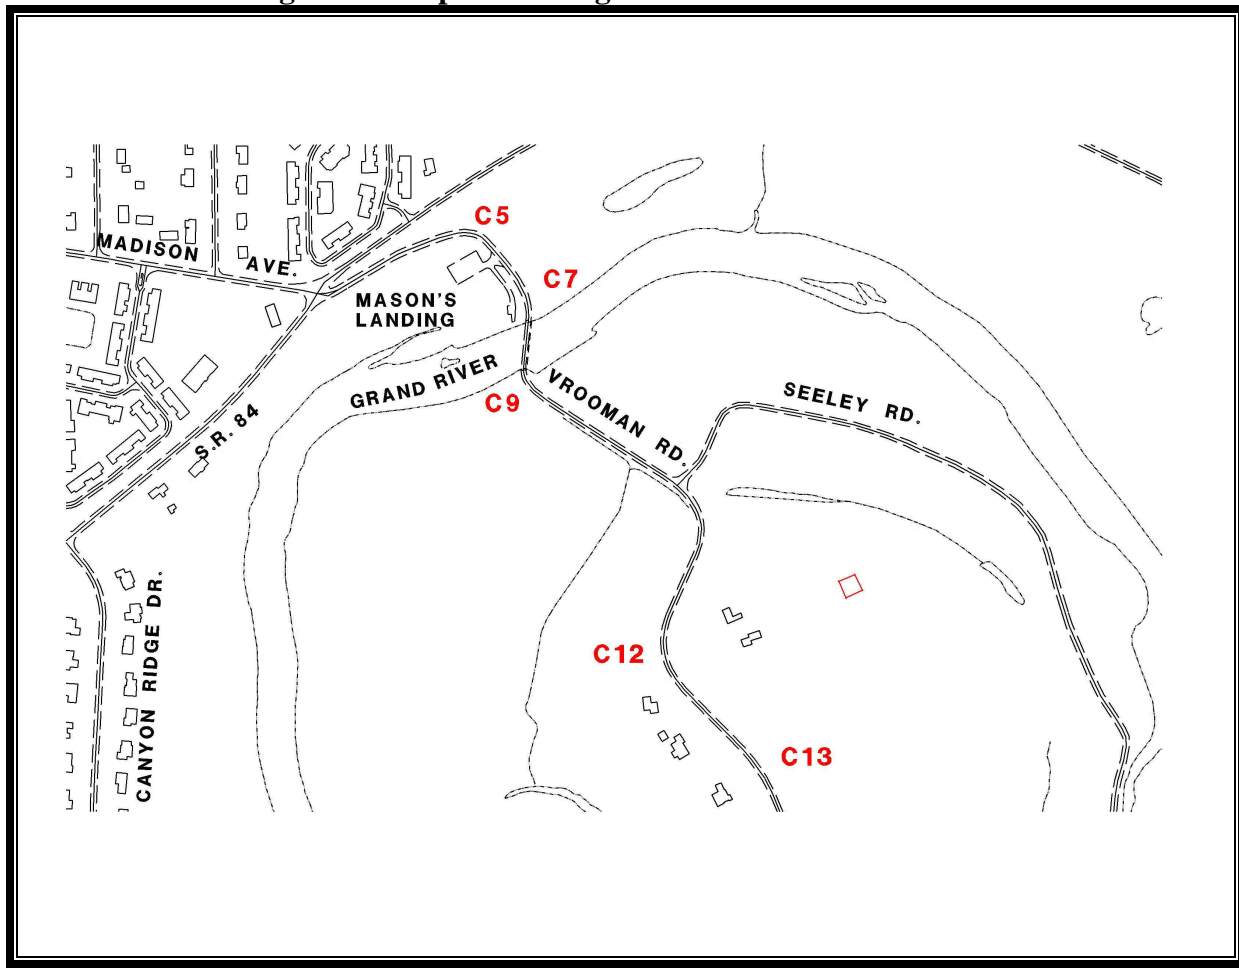 C5
MADISON AVE.
C7
MASON'S
LANDING
GRAND RIVER
C9
VROOMAN RD.
SEELEY RD.
S.R. 84
CANYON RIDGE DR.
C12
C13